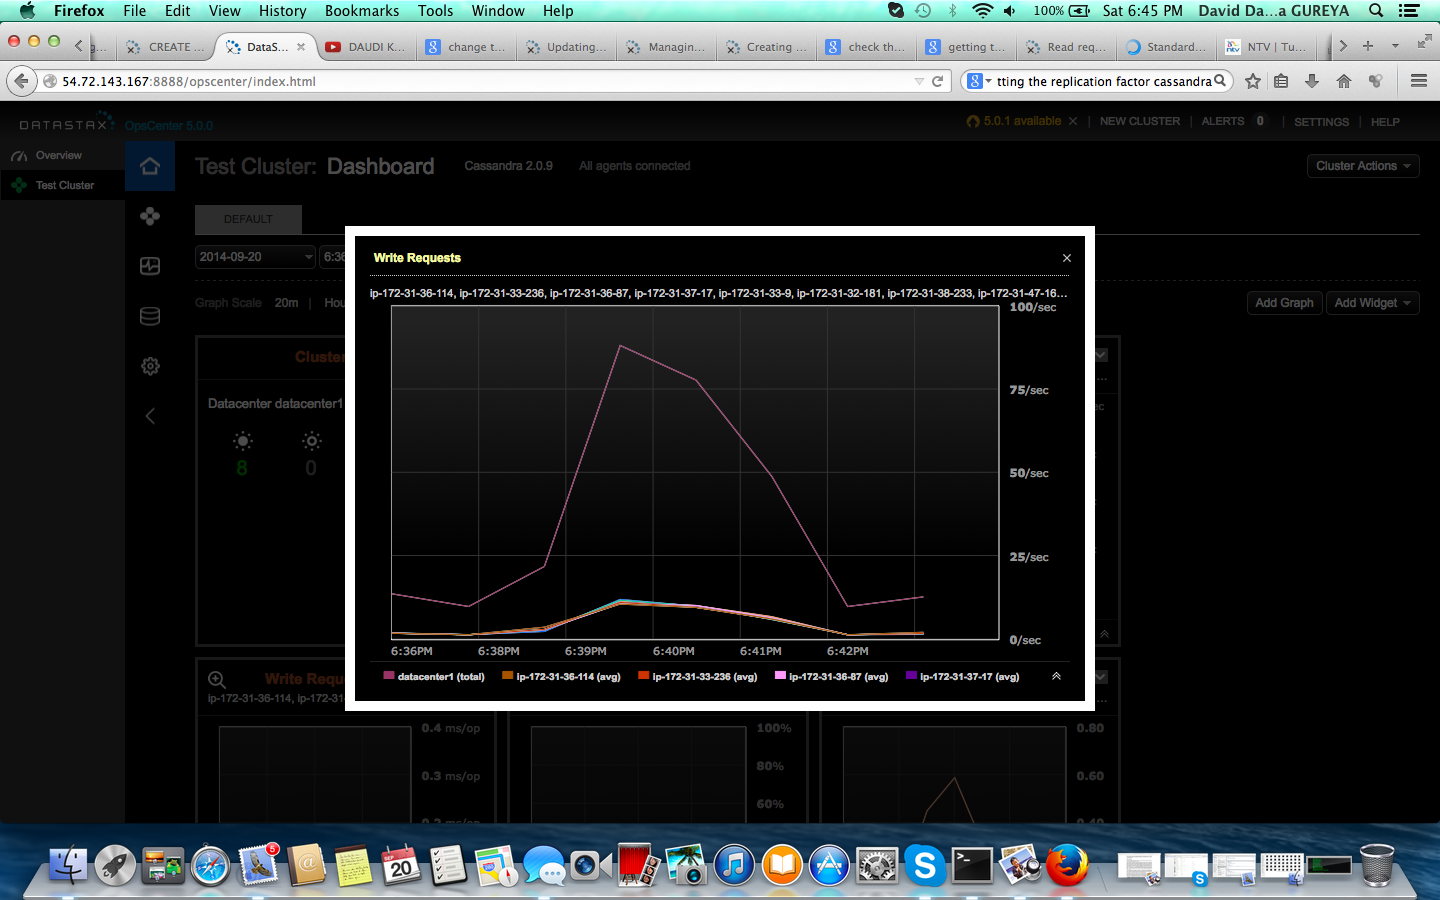 Firefox File Edit View History Bookmarks Tools Window Help 100% Sat 6:45 PM David Da...a GUREYA
g... CREATE ... DataS... DAUDI K... change t... Updating... Managin... Creating ... check th... getting t... Read req... Standard... NTV | Tu...
54.72.143.167:8888/opscenter/index.html tting the replication factor cassandra
DATASTAX OpsCenter 5.0.0 5.0.1 available × | NEW CLUSTER | ALERTS 0 | SETTINGS | HELP
Overview
Test Cluster
Test Cluster: Dashboard Cassandra 2.0.9 All agents connected Cluster Actions
DEFAULT
2014-09-20 6:36
Graph Scale 20m | Hou Add Graph Add Widget
Cluster
Datacenter datacenter1
8 0
Write Requests ×
ip-172-31-36-114, ip-172-31-33-236, ip-172-31-36-87, ip-172-31-37-17, ip-172-31-33-9, ip-172-31-32-181, ip-172-31-38-233, ip-172-31-47-16...
100/sec
75/sec
50/sec
25/sec
0/sec
6:36PM 6:38PM 6:39PM 6:40PM 6:41PM 6:42PM
datacenter1 (total) ip-172-31-36-114 (avg) ip-172-31-33-236 (avg) ip-172-31-36-87 (avg) ip-172-31-37-17 (avg)
Write Requ
ip-172-31-36-114, ip-172-31
0.4 ms/op 100% 0.80
0.3 ms/op 80% 0.60
60%
5
SEP 20